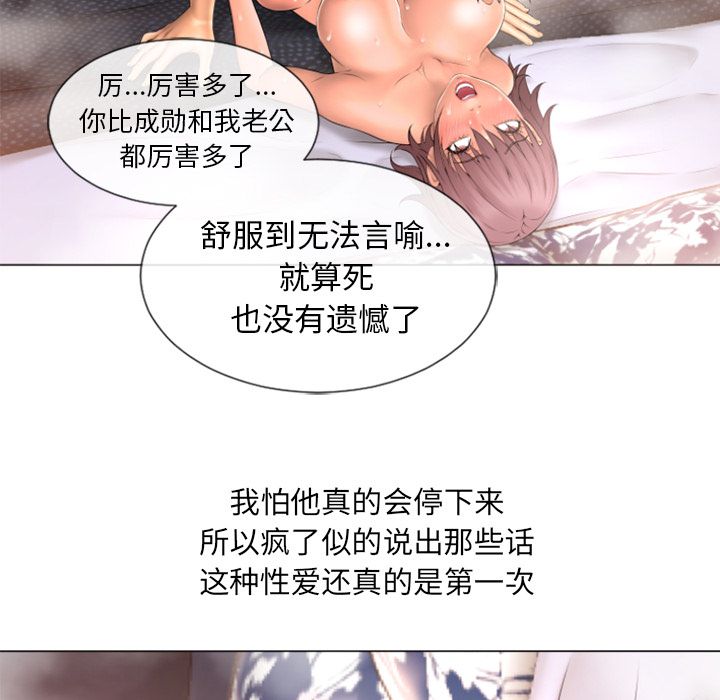 厉...厉害多了...
你比成勋和我老公
都厉害多了
舒服到无法言喻...
就算死
也没有遗憾了
我怕他真的会停下来
所以疯了似的说出那些话
这种性爱还真的是第一次